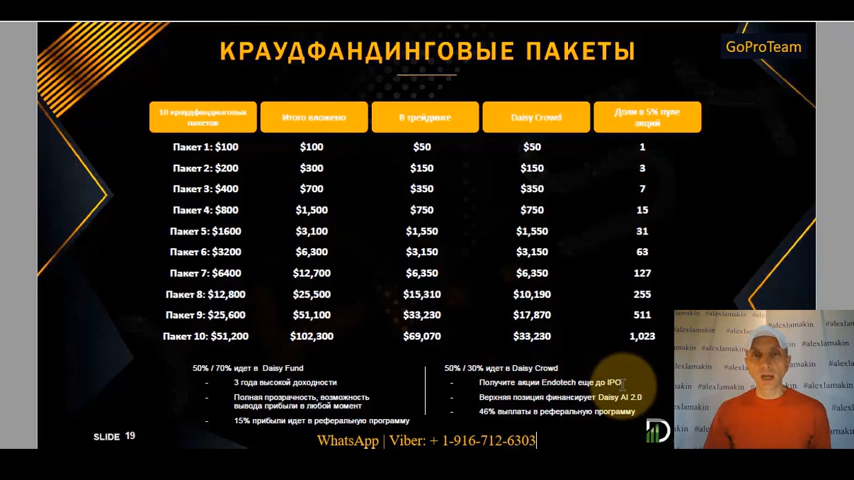 КРАУДФАНДИНГОВЫЕ ПАКЕТЫ
GoProTeam
10 краудфандинговых пакетов Итого вложено В трейдинге Daisy Crowd Доли в 5% пуле акций
Пакет 1: $100 $100 $50 $50 1
Пакет 2: $200 $300 $150 $150 3
Пакет 3: $400 $700 $350 $350 7
Пакет 4: $800 $1,500 $750 $750 15
Пакет 5: $1600 $3,100 $1,550 $1,550 31
Пакет 6: $3200 $6,300 $3,150 $3,150 63
Пакет 7: $6400 $12,700 $6,350 $6,350 127
Пакет 8: $12,800 $25,500 $15,310 $10,190 255
Пакет 9: $25,600 $51,100 $33,230 $17,870 511
Пакет 10: $51,200 $102,300 $69,070 $33,230 1,023
50% / 70% идет в Daisy Fund
- 3 года высокой доходности
- Полная прозрачность, возможность
вывода прибыли в любой момент
- 15% прибыли идет в реферальную программу
50% / 30% идет в Daisy Crowd
- Получите акции Endotech еще до IPO
- Верхняя позиция финансирует Daisy AI 2.0
- 46% выплаты в реферальную программу
SLIDE 19
WhatsApp | Viber: + 1-916-712-6303
#alexlamakin